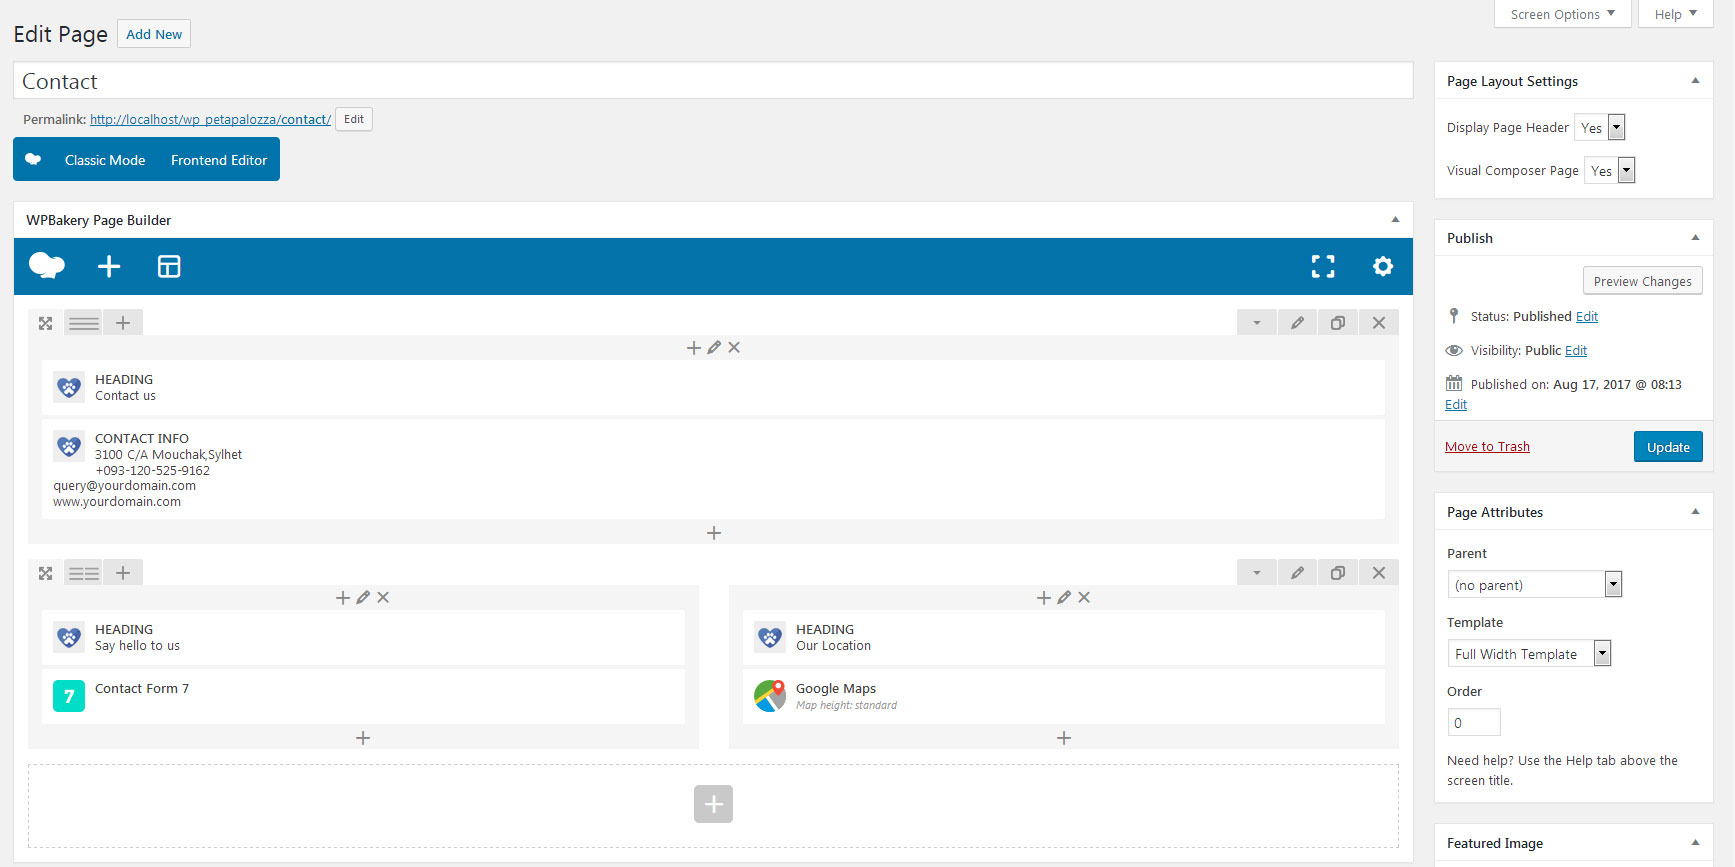 Screen Options
Help
Edit Page
Add New
Contact
Permalink: http://localhost/wp_petapalozza/contact/
Edit
Classic Mode
Frontend Editor
WPBakery Page Builder
HEADING
Contact us
CONTACT INFO
3100 C/A Mouchak,Sylhet
+093-120-525-9162
query@yourdomain.com
www.yourdomain.com
HEADING
Say hello to us
7
Contact Form 7
HEADING
Our Location
Google Maps
Map height: standard
Page Layout Settings
Display Page Header Yes
Visual Composer Page Yes
Publish
Preview Changes
Status: Published Edit
Visibility: Public Edit
Published on: Aug 17, 2017 @ 08:13
Edit
Move to Trash
Update
Page Attributes
Parent
(no parent)
Template
Full Width Template
Order
0
Need help? Use the Help tab above the
screen title.
Featured Image